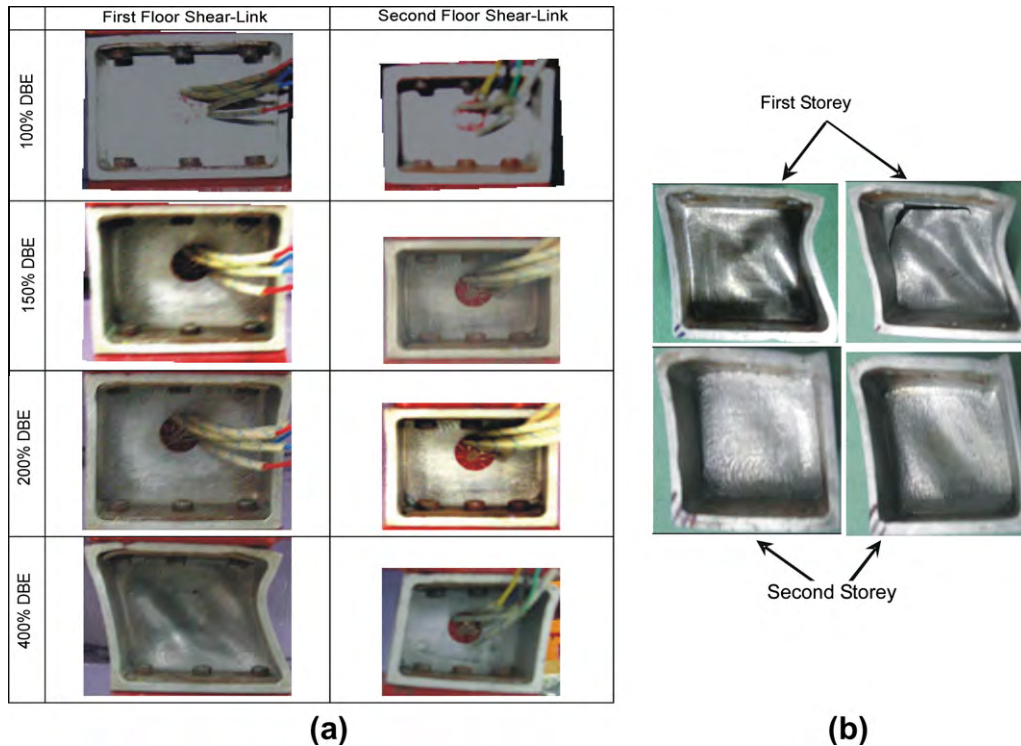 First Floor Shear-Link
Second Floor Shear-Link
100% DBE
150% DBE
200% DBE
400% DBE
(a)
First Storey
Second Storey
(b)